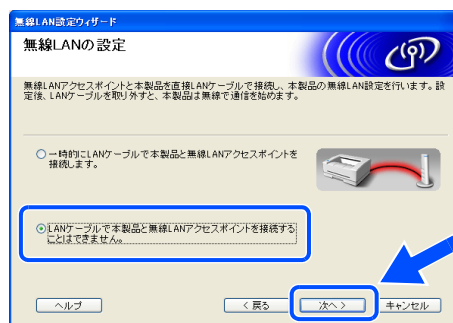 無線LAN設定ウィザード
無線LANの設定
無線LANアクセスポイントと本製品を直接LANケーブルで接続し、本製品の無線LAN設定を行います。設
定後、LANケーブルを取り外すと、本製品は無線で通信を始めます。
一時的にLANケーブルで本製品と無線LANアクセスポイントを
接続します。
LANケーブルで本製品と無線LANアクセスポイントを接続する
ことはできません。
ヘルプ
< 戻る
次へ >
キャンセル